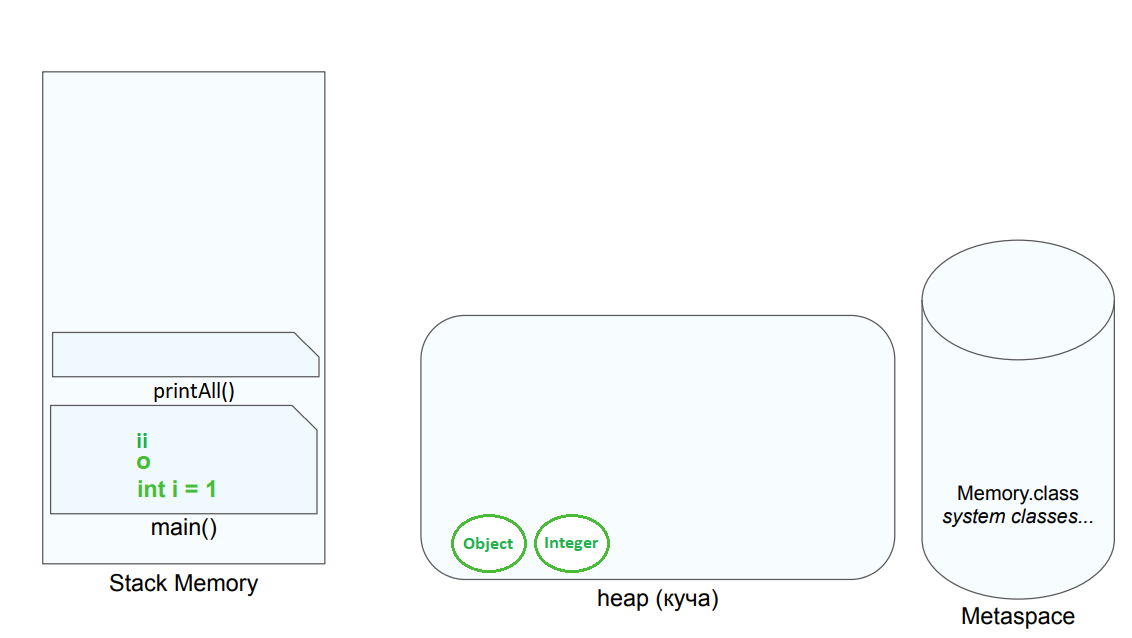 printAll()
ii
o
int i = 1
main()
Stack Memory
Object
Integer
heap (куча)
Memory.class
system classes...
Metaspace